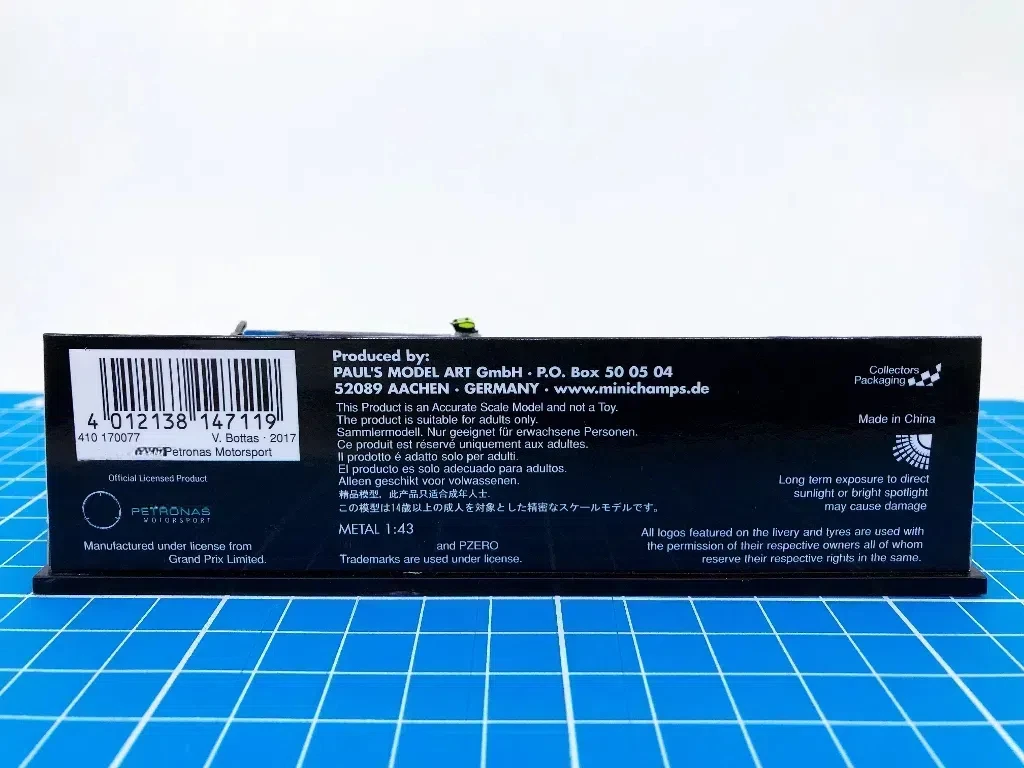 4 012138 147119
410 170077 V. Bottas · 2017
Petronas Motorsport
Official Licensed Product
PETRONAS
MOTORSPORT
Manufactured under license from
Grand Prix Limited.
Produced by:
PAUL'S MODEL ART GmbH · P.O. Box 50 05 04
52089 AACHEN · GERMANY · www.minichamps.de
This Product is an Accurate Scale Model and not a Toy.
The product is suitable for adults only.
Sammlermodell. Nur geeignet für erwachsene Personen.
Ce produit est réservé uniquement aux adultes.
Il prodotto é adatto solo per adulti.
El producto es solo adecuado para adultos.
Alleen geschikt voor volwassenen.
精品模型，此产品只适合成年人士.
この模型は14歳以上の成人を対象とした精密なスケールモデルです。
METAL 1:43
and PZERO
Trademarks are used under license.
Collectors
Packaging
Made in China
Long term exposure to direct
sunlight or bright spotlight
may cause damage
All logos featured on the livery and tyres are used with
the permission of their respective owners all of whom
reserve their respective rights in the same.